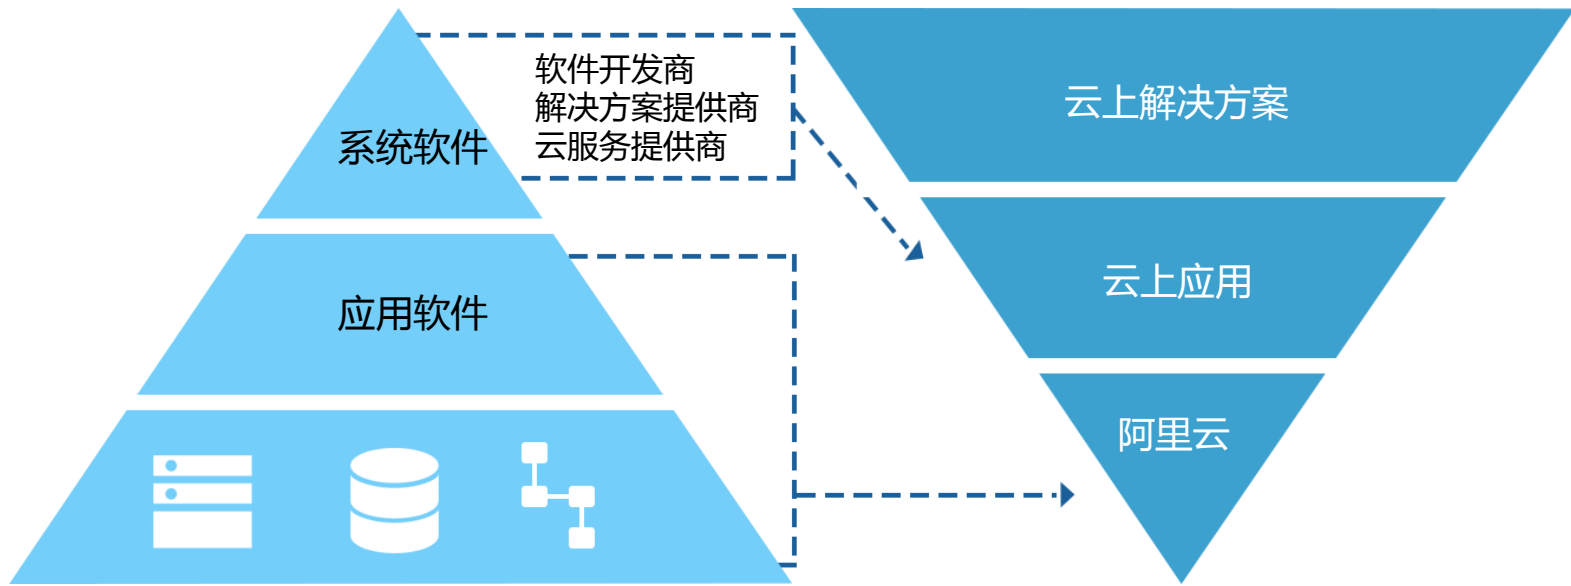 系统软件
应用软件
软件开发商
解决方案提供商
云服务提供商
云上解决方案
云上应用
阿里云